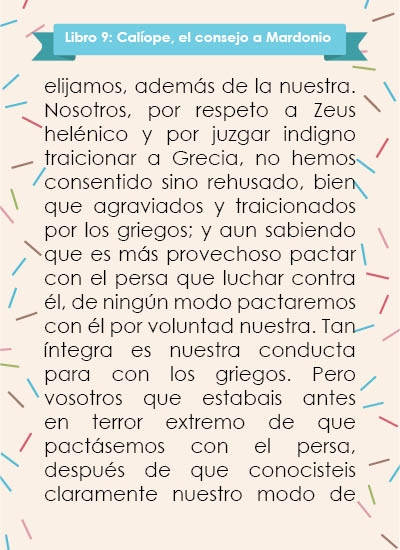 Libro 9: Calíope, el consejo a Mardonio
elijamos, además de la nuestra.
Nosotros, por respeto a Zeus
helénico y por juzgar indigno
traicionar a Grecia, no hemos
consentido sino rehusado, bien
que agraviados y traicionados
por los griegos; y aun sabiendo
que es más provechoso pactar
con el persa que luchar contra
él, de ningún modo pactaremos
con él por voluntad nuestra. Tan
íntegra es nuestra conducta
para con los griegos. Pero
vosotros que estabais antes
en terror extremo de que
pactásemos con el persa,
después de que conocisteis
claramente nuestro modo de